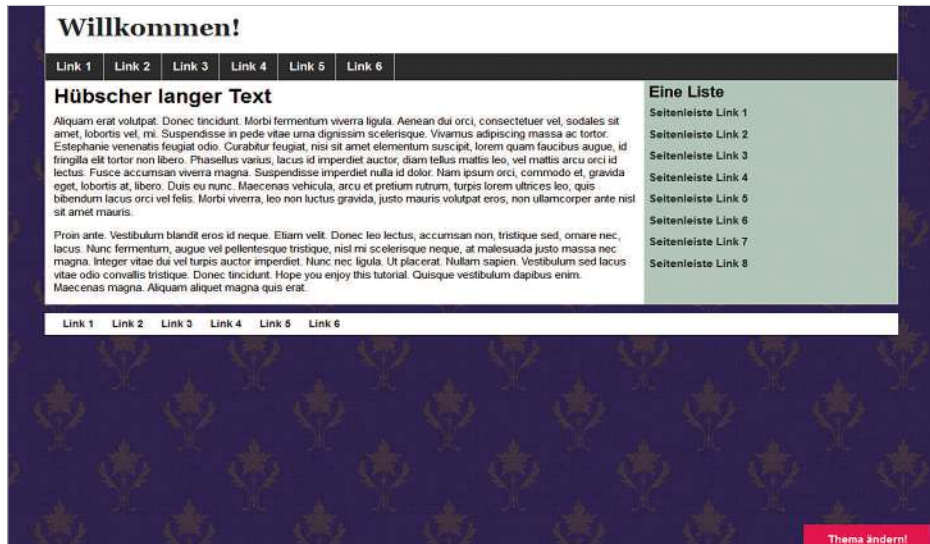 Willkommen!
Link 1 Link 2 Link 3 Link 4 Link 5 Link 6
Hübscher langer Text
Aliquam erat volutpat. Donec tincidunt. Morbi fermentum viverra ligula. Aenean dui orci, consectetuer vel, sodales sit
amet, lobortis vel, mi. Suspendisse in pede vitae urna dignissim scelerisque. Vivamus adipiscing massa ac tortor.
Estephanie venenatis feugiat odio. Curabitur feugiat, nisi sit amet elementum suscipit, lorem quam faucibus augue, id
fringilla elit tortor non libero. Phasellus varius, lacus id imperdiet auctor, diam tellus mattis leo, vel mattis arcu orci id
lectus. Fusce accumsan viverra magna. Suspendisse imperdiet nulla id dolor. Nam ipsum orci, commodo et, gravida
eget, lobortis at, libero. Duis eu nunc. Maecenas vehicula, arcu et pretium rutrum, turpis lorem ultrices leo, quis
bibendum lacus orci vel felis. Morbi viverra, leo non luctus gravida, justo mauris volutpat eros, non ullamcorper ante nisl
sit amet mauris.
Proin ante. Vestibulum blandit eros id neque. Etiam velit. Donec leo lectus, accumsan non, tristique sed, ornare nec,
lacus. Nunc fermentum, augue vel pellentesque tristique, nisl mi scelerisque neque, at malesuada justo massa nec
magna. Integer vitae dui vel turpis auctor imperdiet. Nunc nec ligula. Ut placerat. Nullam sapien. Vestibulum sed lacus
vitae odio convallis tristique. Donec tincidunt. Hope you enjoy this tutorial. Quisque vestibulum dapibus enim.
Maecenas magna. Aliquam aliquet magna quis erat.
Eine Liste
Seitenleiste Link 1
Seitenleiste Link 2
Seitenleiste Link 3
Seitenleiste Link 4
Seitenleiste Link 5
Seitenleiste Link 6
Seitenleiste Link 7
Seitenleiste Link 8
Link 1 Link 2 Link 3 Link 4 Link 5 Link 6
Thema ändern!